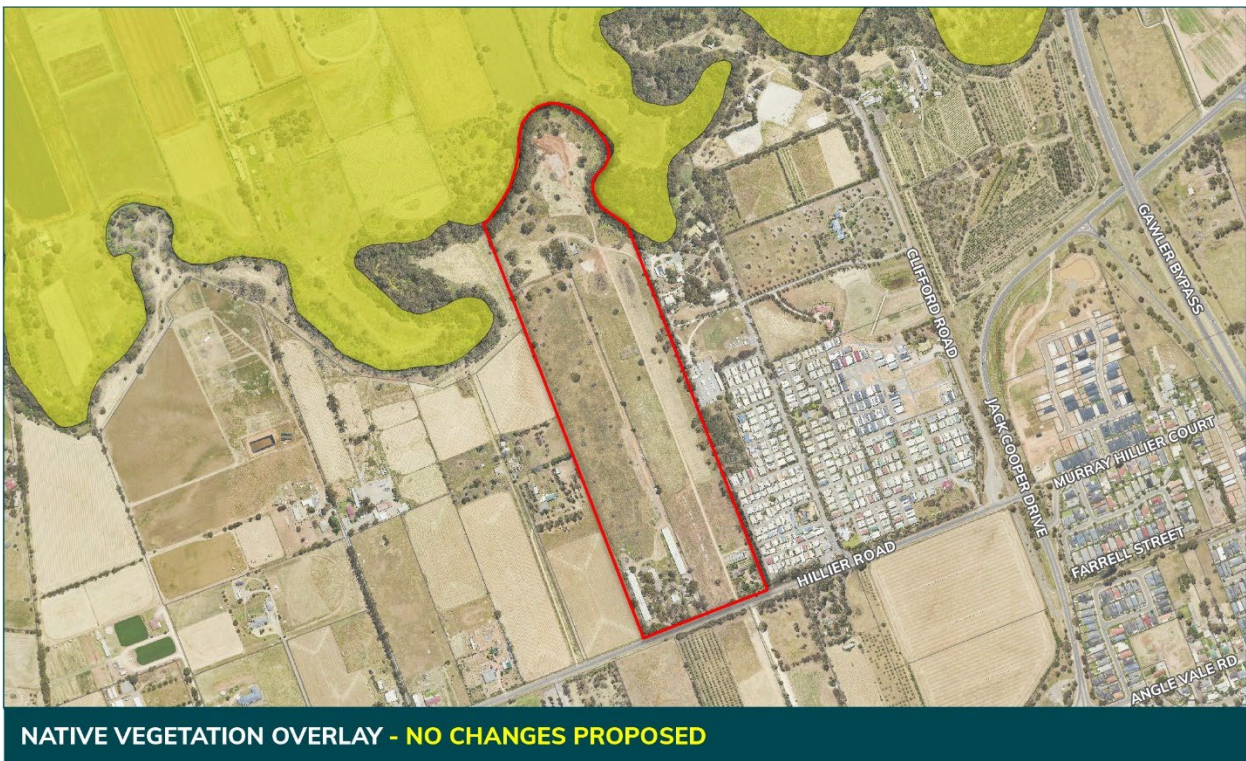 GAWLER BYPASS
CLIFFORD ROAD
JACK COOPER DRIVE
MURRAY HILLIER COURT
HILLIER ROAD
FARRELL STREET
ANGLE VALE RD
NATIVE VEGETATION OVERLAY - NO CHANGES PROPOSED